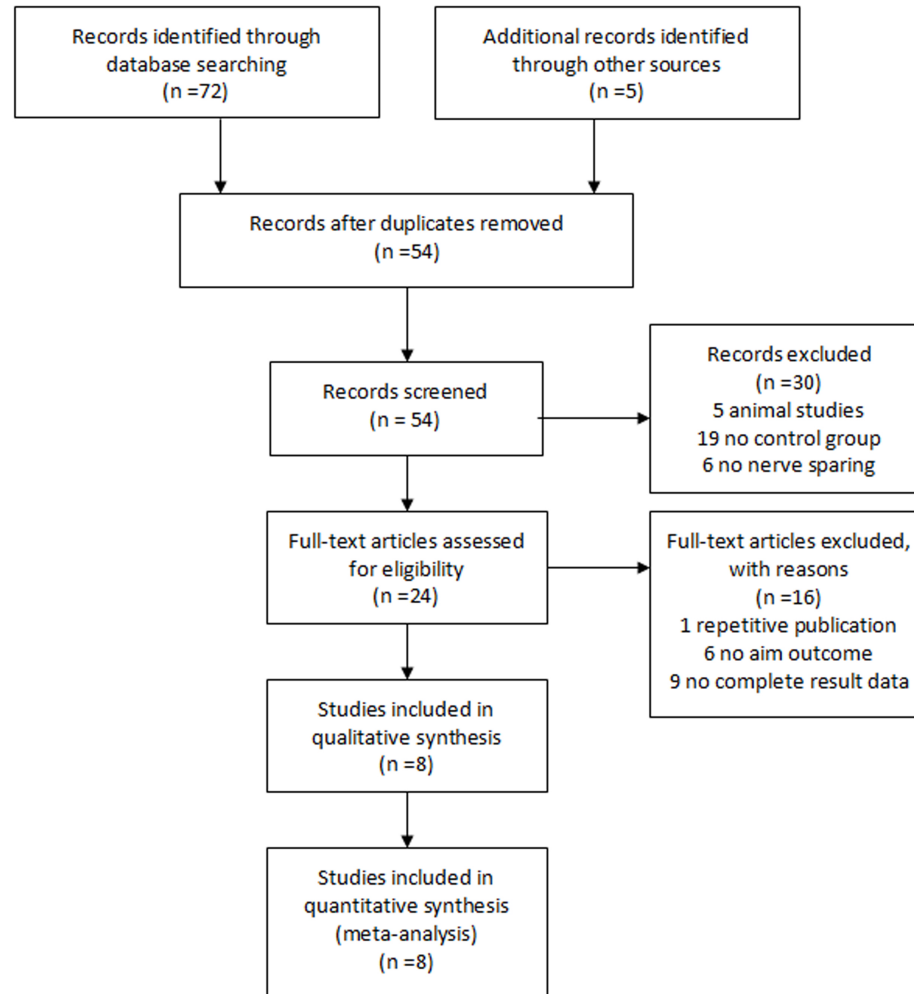 Records identified through
database searching
(n =72)
Additional records identified
through other sources
(n =5)
Records after duplicates removed
(n =54)
Records screened
(n = 54)
Records excluded
(n =30)
5 animal studies
19 no control group
6 no nerve sparing
Full-text articles assessed
for eligibility
(n =24)
Full-text articles excluded,
with reasons
(n =16)
1 repetitive publication
6 no aim outcome
9 no complete result data
Studies included in
qualitative synthesis
(n =8)
Studies included in
quantitative synthesis
(meta-analysis)
(n =8)